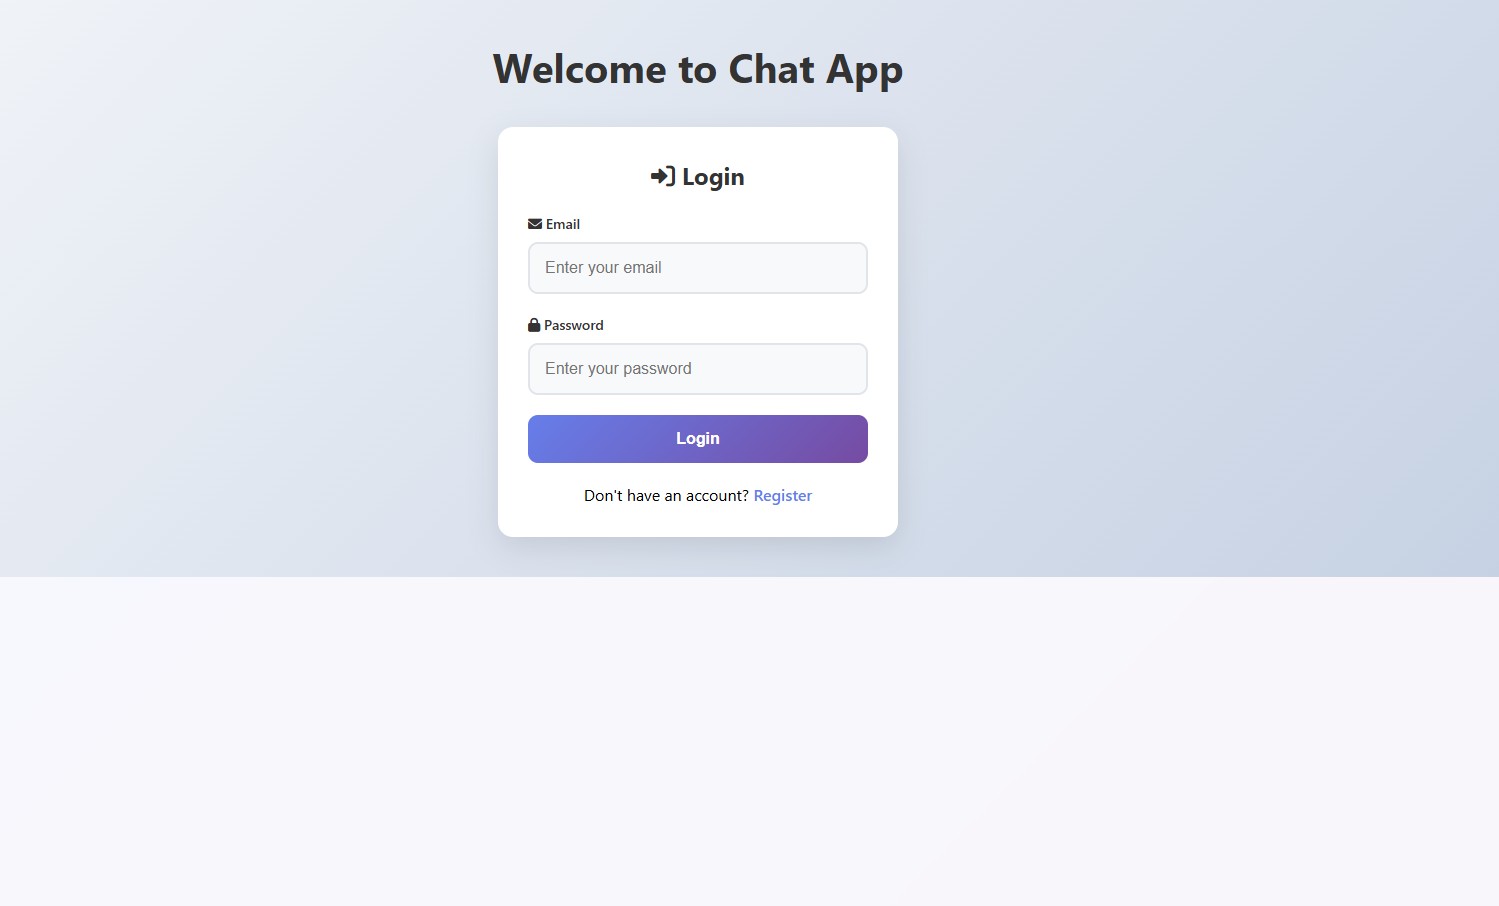 Welcome to Chat App
Login
Email
Enter your email
Password
Enter your password
Login
Don't have an account? Register